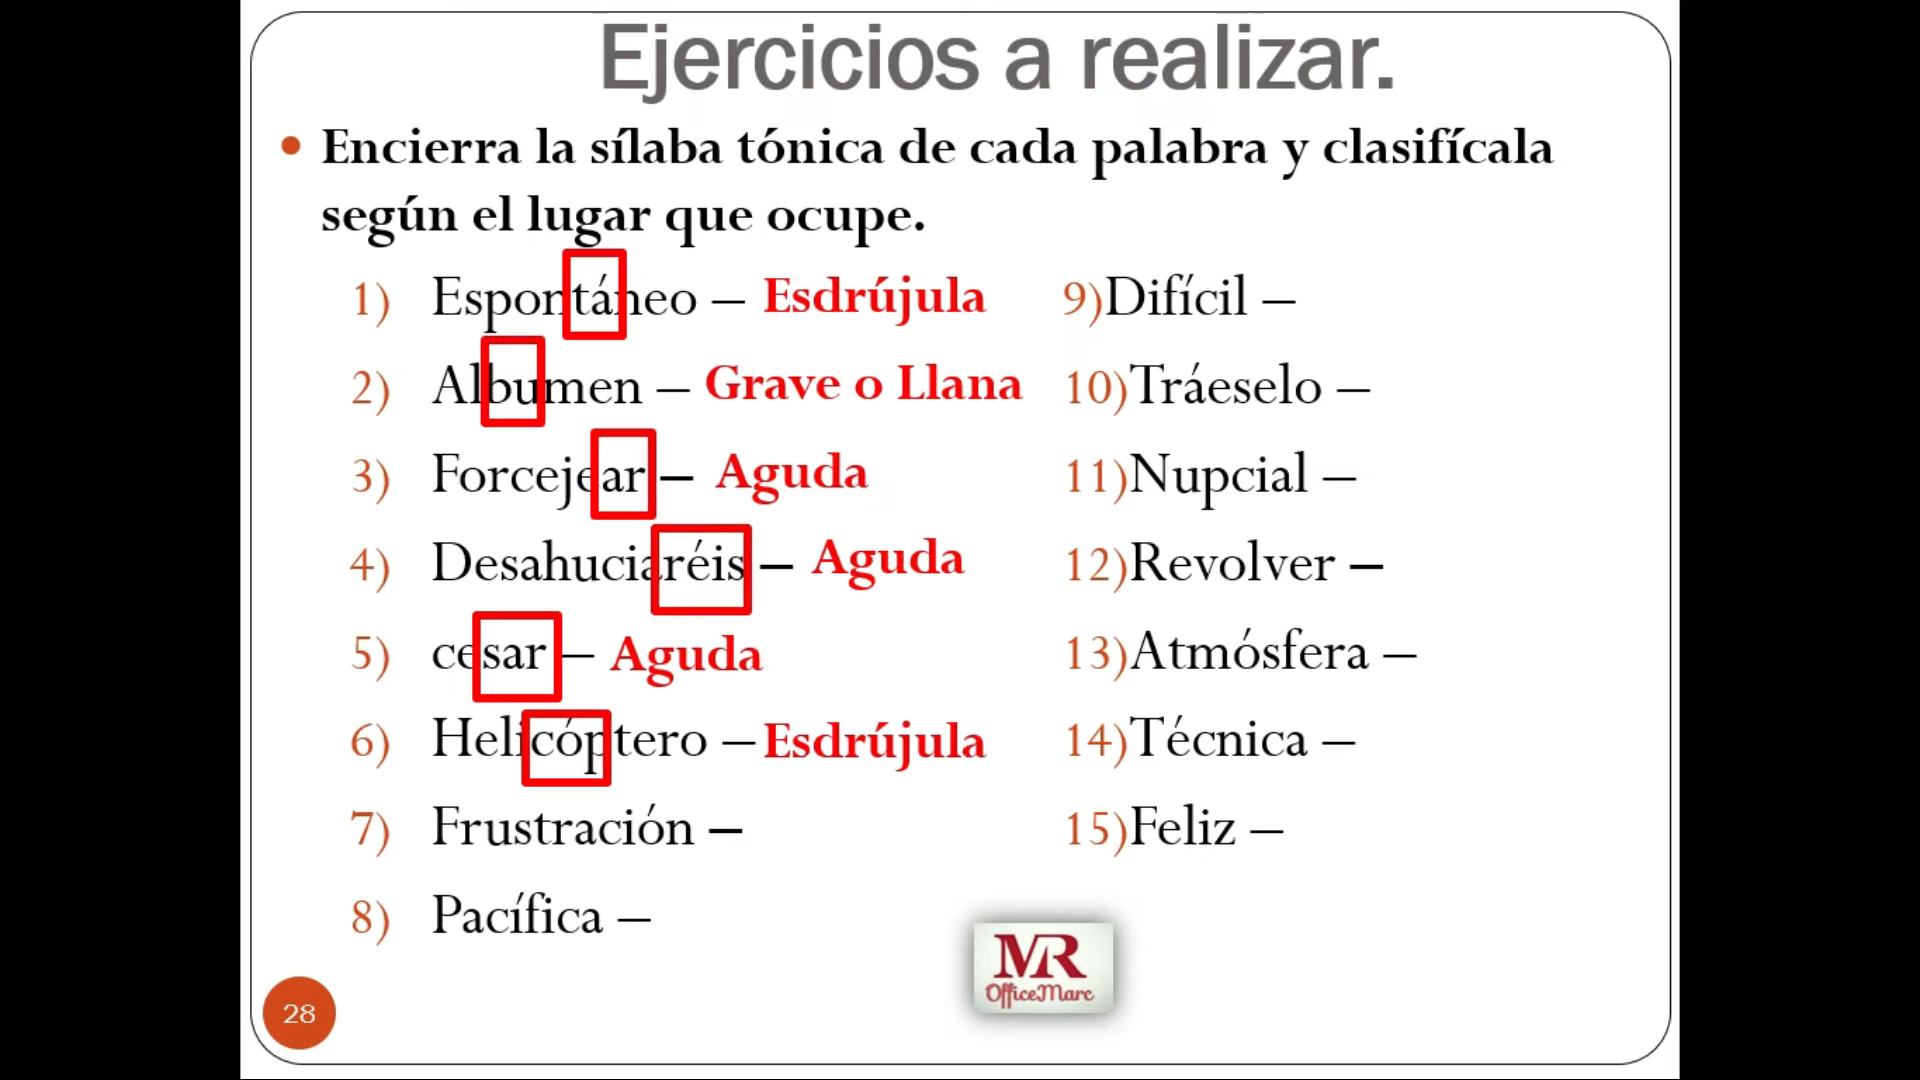 Ejercicios a realizar.
• Encierra la sílaba tónica de cada palabra y clasifícala
según el lugar que ocupe.
1) Espontáneo – Esdrújula
2) Albumen – Grave o Llana
3) Forcejear – Aguda
4) Desahuciaréis – Aguda
5) cesar – Aguda
6) Helicóptero – Esdrújula
7) Frustración –
8) Pacífica –
9)Difícil –
10)Tráeselo –
11)Nupcial –
12)Revolver –
13)Atmósfera –
14)Técnica –
15)Feliz –
MR
OfficeMarc
28